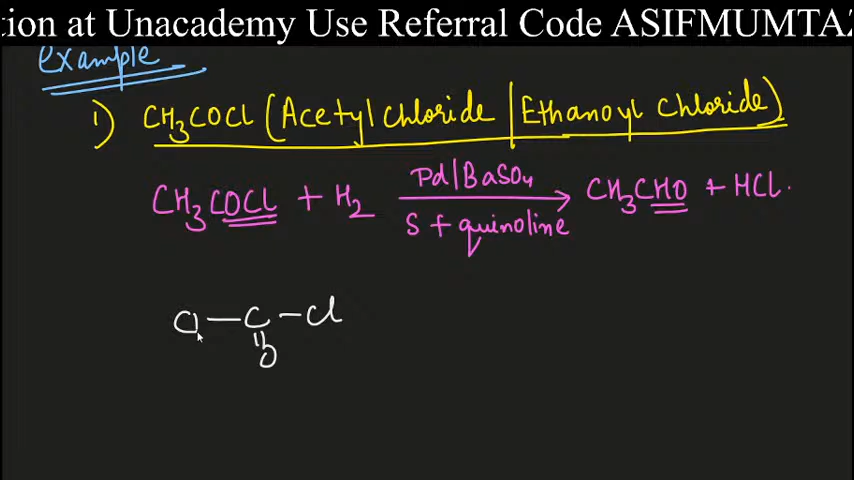 tion at Unacademy Use Referral Code ASIFMUMTAZ
example
1) CH₃COCl (Acetyl chloride | Ethanoyl chloride)
CH₃COCl + H₂ Pd/BaSO₄ CH₃CHO + HCl.
S + quinoline
C — C — Cl
O